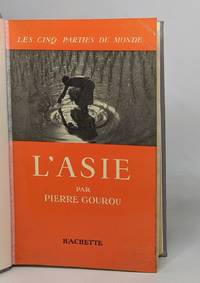 LES CINQ PARTIES DU MONDE
L'ASIE
PAR
PIERRE GOUROU
HACHETTE